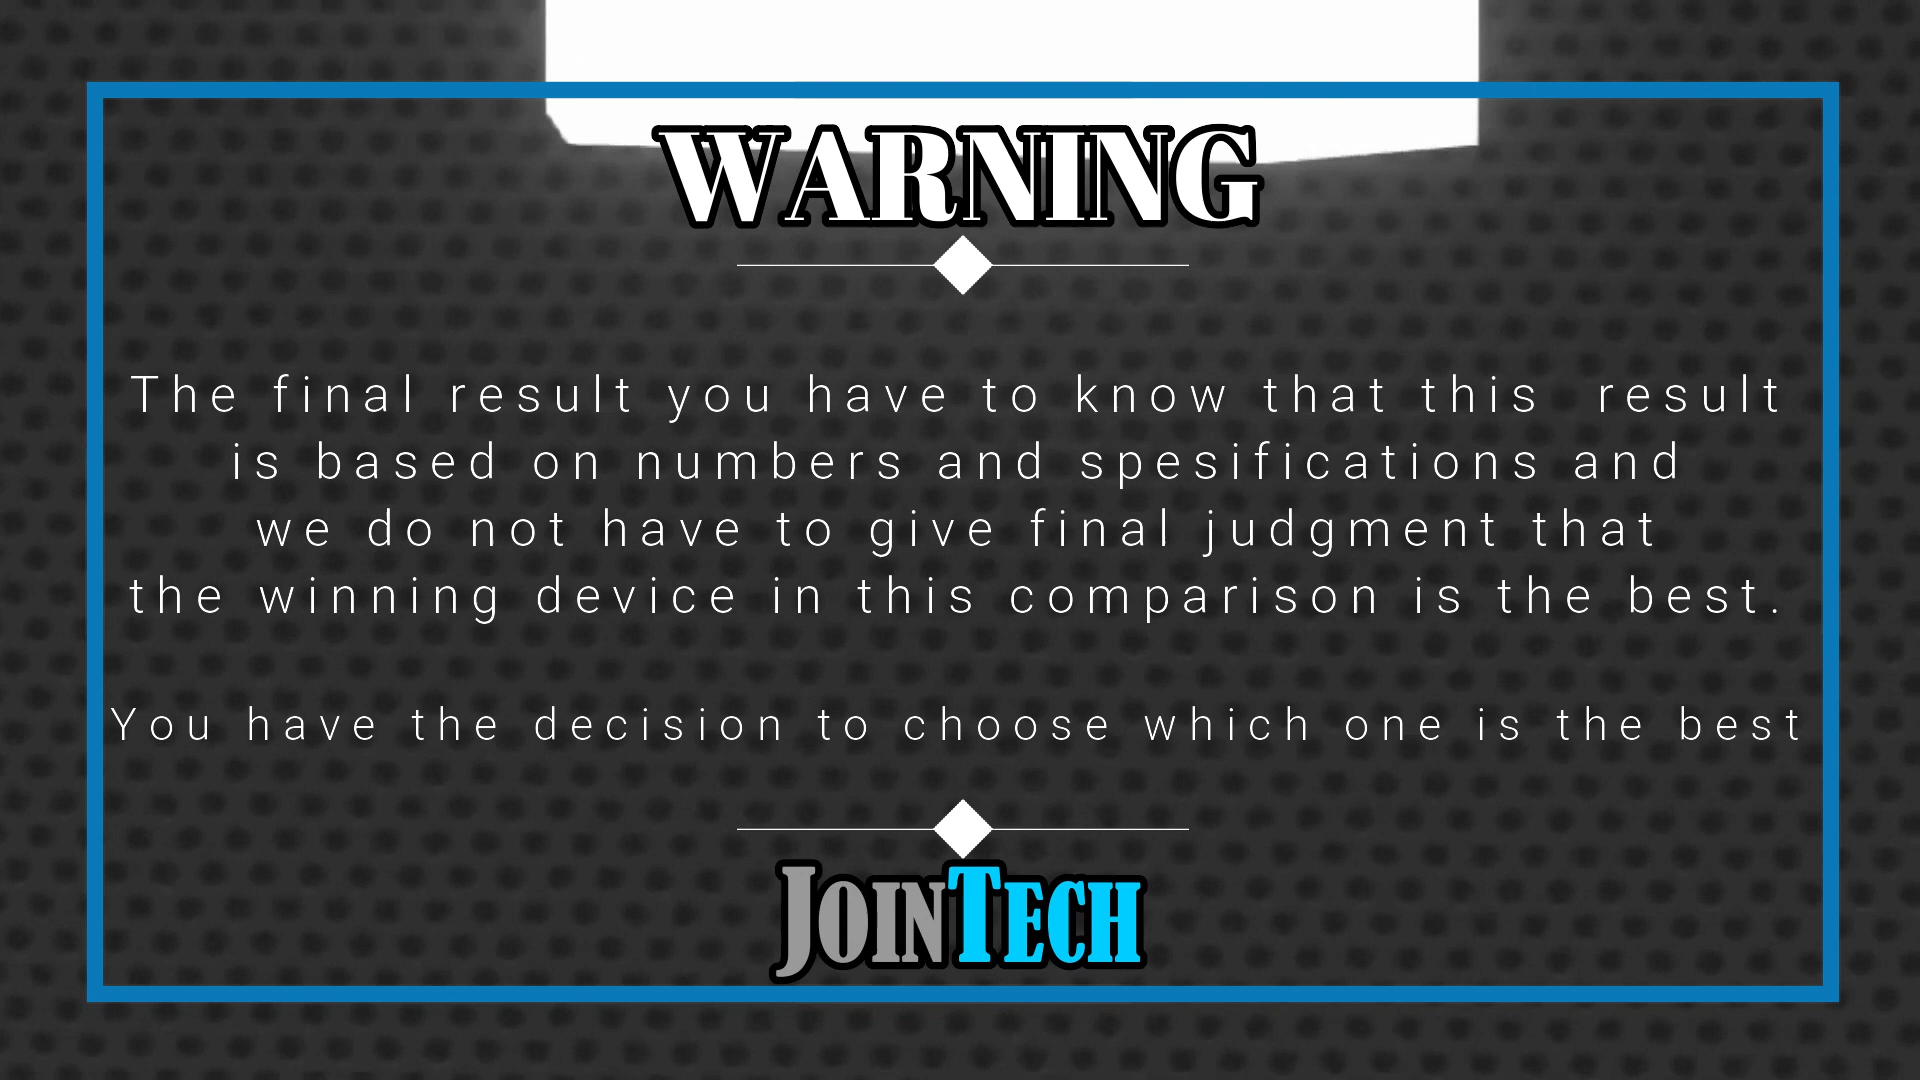 WARNING
The final result you have to know that this result
is based on numbers and spesifications and
we do not have to give final judgment that
the winning device in this comparison is the best.
You have the decision to choose which one is the best
JOINTECH